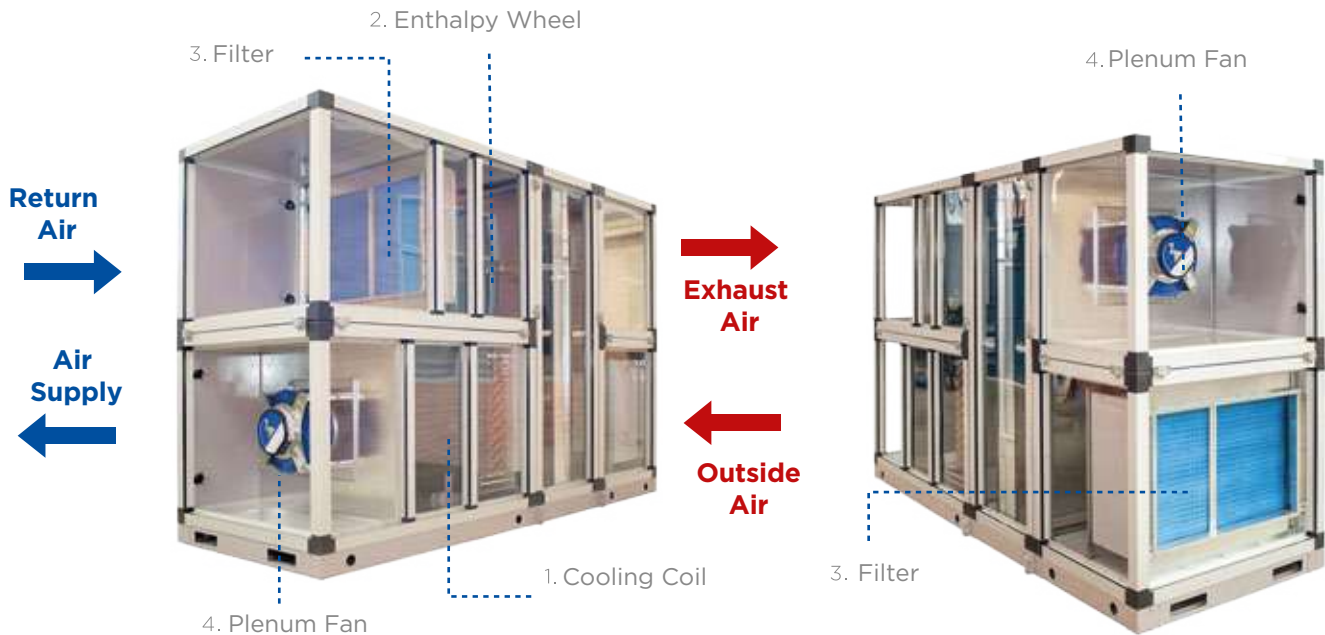 2. Enthalpy Wheel
3. Filter
4. Plenum Fan
Return
Air
Exhaust
Air
Air
Supply
Outside
Air
1. Cooling Coil
3. Filter
4. Plenum Fan